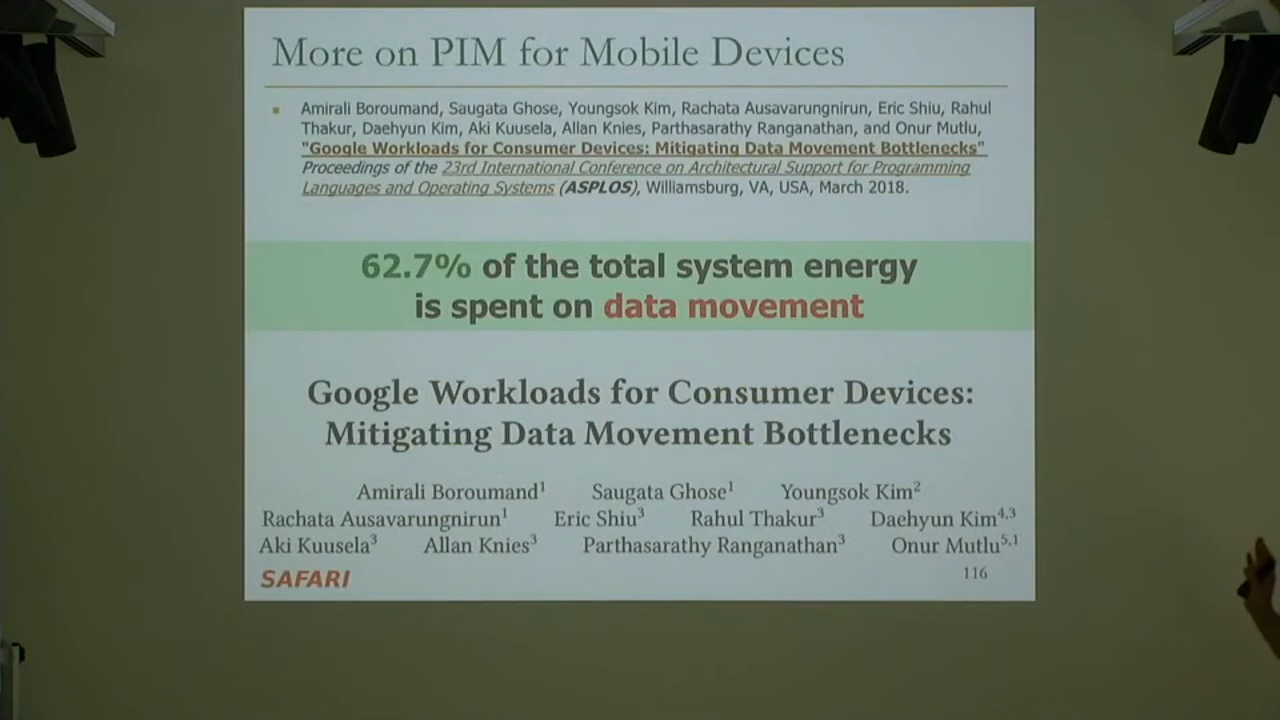 More on PIM for Mobile Devices
▪ Amirali Boroumand, Saugata Ghose, Youngsok Kim, Rachata Ausavarungnirun, Eric Shiu, Rahul
Thakur, Daehyun Kim, Aki Kuusela, Allan Knies, Parthasarathy Ranganathan, and Onur Mutlu,
"Google Workloads for Consumer Devices: Mitigating Data Movement Bottlenecks"
Proceedings of the 23rd International Conference on Architectural Support for Programming
Languages and Operating Systems (ASPLOS), Williamsburg, VA, USA, March 2018.
62.7% of the total system energy
is spent on data movement
Google Workloads for Consumer Devices:
Mitigating Data Movement Bottlenecks
Amirali Boroumand¹ Saugata Ghose¹ Youngsok Kim²
Rachata Ausavarungnirun¹ Eric Shiu³ Rahul Thakur³ Daehyun Kim⁴,³
Aki Kuusela³ Allan Knies³ Parthasarathy Ranganathan³ Onur Mutlu⁵,¹
SAFARI 116